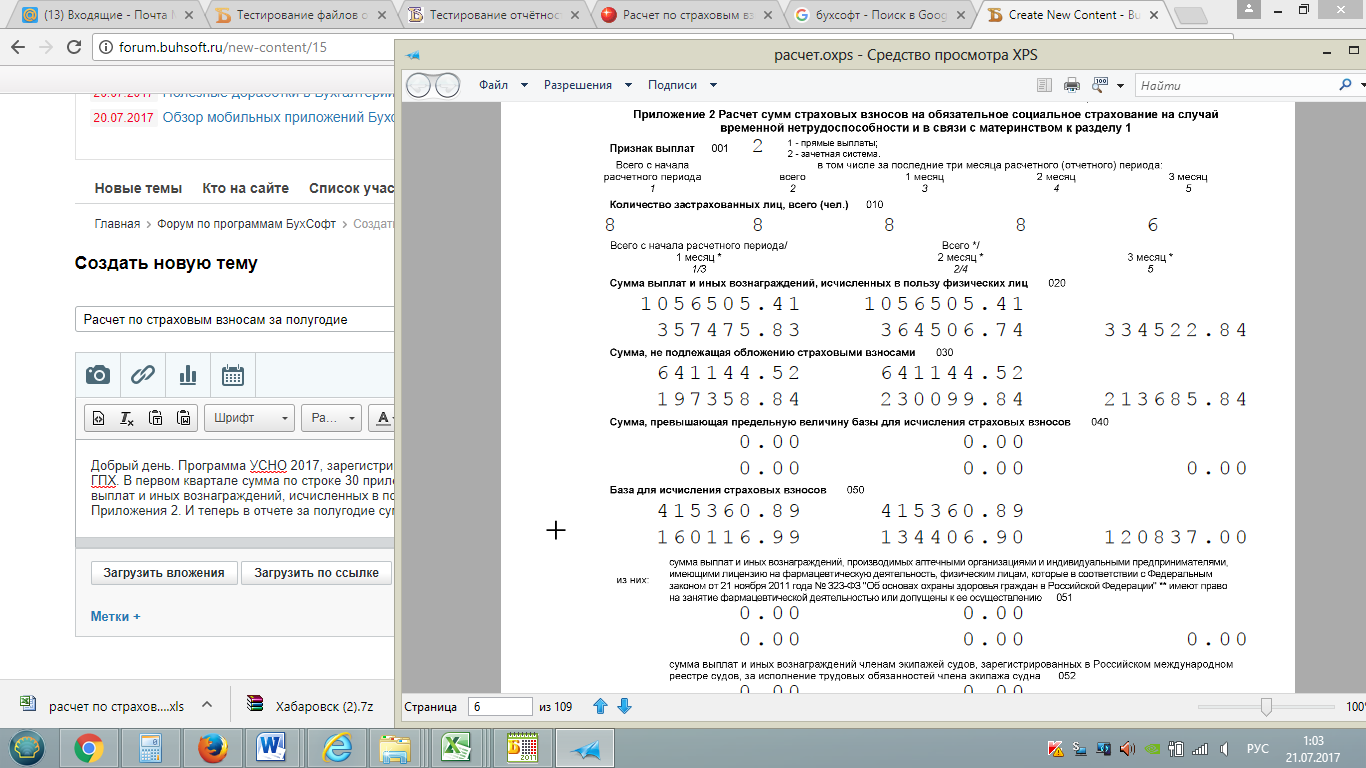 (13) Входящие - Почта
Тестирование файлов о
Тестирование отчётнос
Расчет по страховым вз
бухсофт - Поиск в Goog
Create New Content - Bu
forum.buhsoft.ru/new-content/15
20.07.2017 Полезные доработки в Бухгалтерии
20.07.2017 Обзор мобильных приложений Бухс
Новые темы Кто на сайте Список учас
Главная > Форум по программам БухСофт > Создать
Создать новую тему
Расчет по страховым взносам за полугодие
Шрифт Ра... A
Добрый день. Программа УСНО 2017, зарегистри
ГПХ. В первом квартале сумма по строке 30 прило
выплат и иных вознаграждений, исчисленных в по
Приложения 2. И теперь в отчете за полугодие су
Загрузить вложения Загрузить по ссылке
Метки +
расчет.oxps - Средство просмотра XPS
Файл Разрешения Подписи
Найти
Приложение 2 Расчет сумм страховых взносов на обязательное социальное страхование на случай
временной нетрудоспособности и в связи с материнством к разделу 1
Признак выплат 001 2 1 - прямые выплаты;
2 - зачетная система.
Всего с начала в том числе за последние три месяца расчетного (отчетного) периода:
расчетного периода всего 1 месяц 2 месяц 3 месяц
1 2 3 4 5
Количество застрахованных лиц, всего (чел.) 010
8 8 8 8 6
Всего с начала расчетного периода/ Всего */
1 месяц * 2 месяц * 3 месяц *
1/3 2/4 5
Сумма выплат и иных вознаграждений, исчисленных в пользу физических лиц 020
1056505.41 1056505.41
357475.83 364506.74 334522.84
Сумма, не подлежащая обложению страховыми взносами 030
641144.52 641144.52
197358.84 230099.84 213685.84
Сумма, превышающая предельную величину базы для исчисления страховых взносов 040
0.00 0.00
0.00 0.00 0.00
База для исчисления страховых взносов 050
415360.89 415360.89
160116.99 134406.90 120837.00
из них: сумма выплат и иных вознаграждений, производимых аптечными организациями и индивидуальными предпринимателями,
имеющими лицензию на фармацевтическую деятельность, физическим лицам, которые в соответствии с Федеральным
законом от 21 ноября 2011 года № 323-ФЗ "Об основах охраны здоровья граждан в Российской Федерации" ** имеют право
на занятие фармацевтической деятельностью или допущены к ее осуществлению 051
0.00 0.00
0.00 0.00 0.00
сумма выплат и иных вознаграждений членам экипажей судов, зарегистрированных в Российском международном
реестре судов, за исполнение трудовых обязанностей члена экипажа судна 052
0.00 0.00
Страница 6 из 109
100%
расчет по страхов....xls
Хабаровск (2).7z
РУС
1:03
21.07.2017